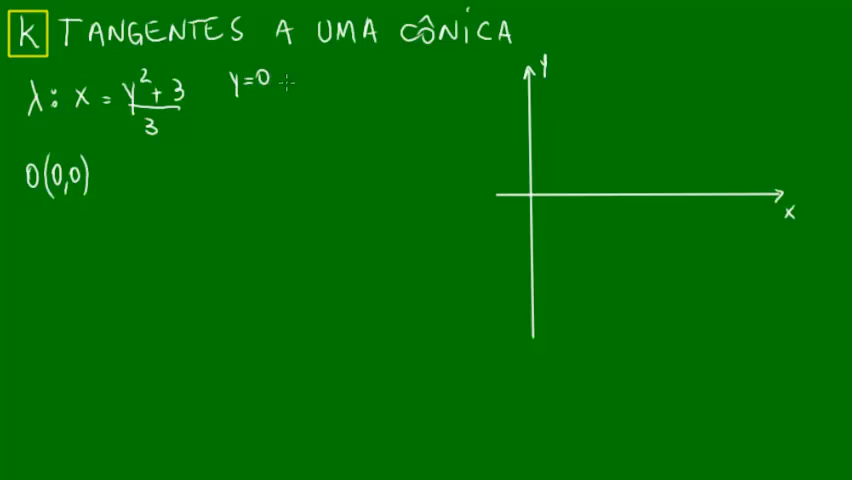 K TANGENTES A UMA CÔNICA
λ: x = (y² + 3)/3 y=0
O(0,0)
y
x